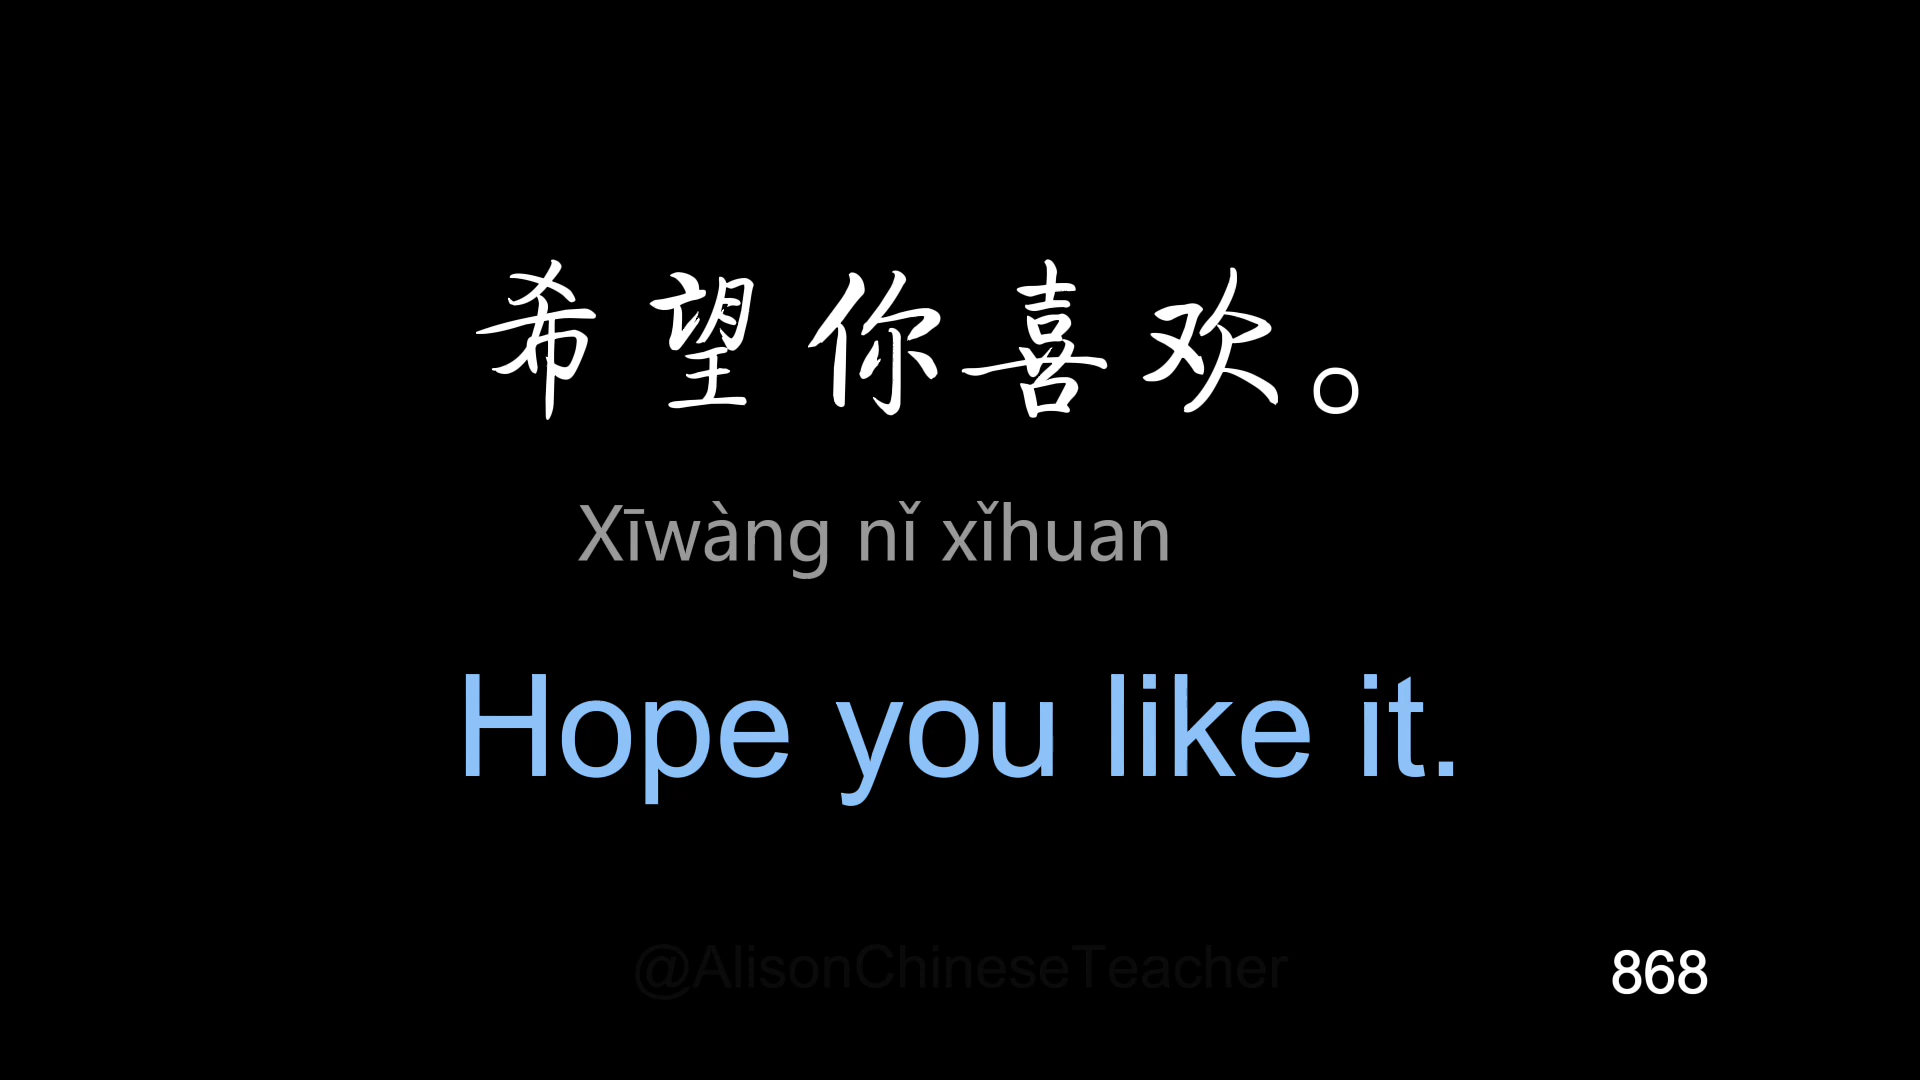 希望你喜欢。
Xīwàng nǐ xǐhuan
Hope you like it.
@AlisonChineseTeacher
868